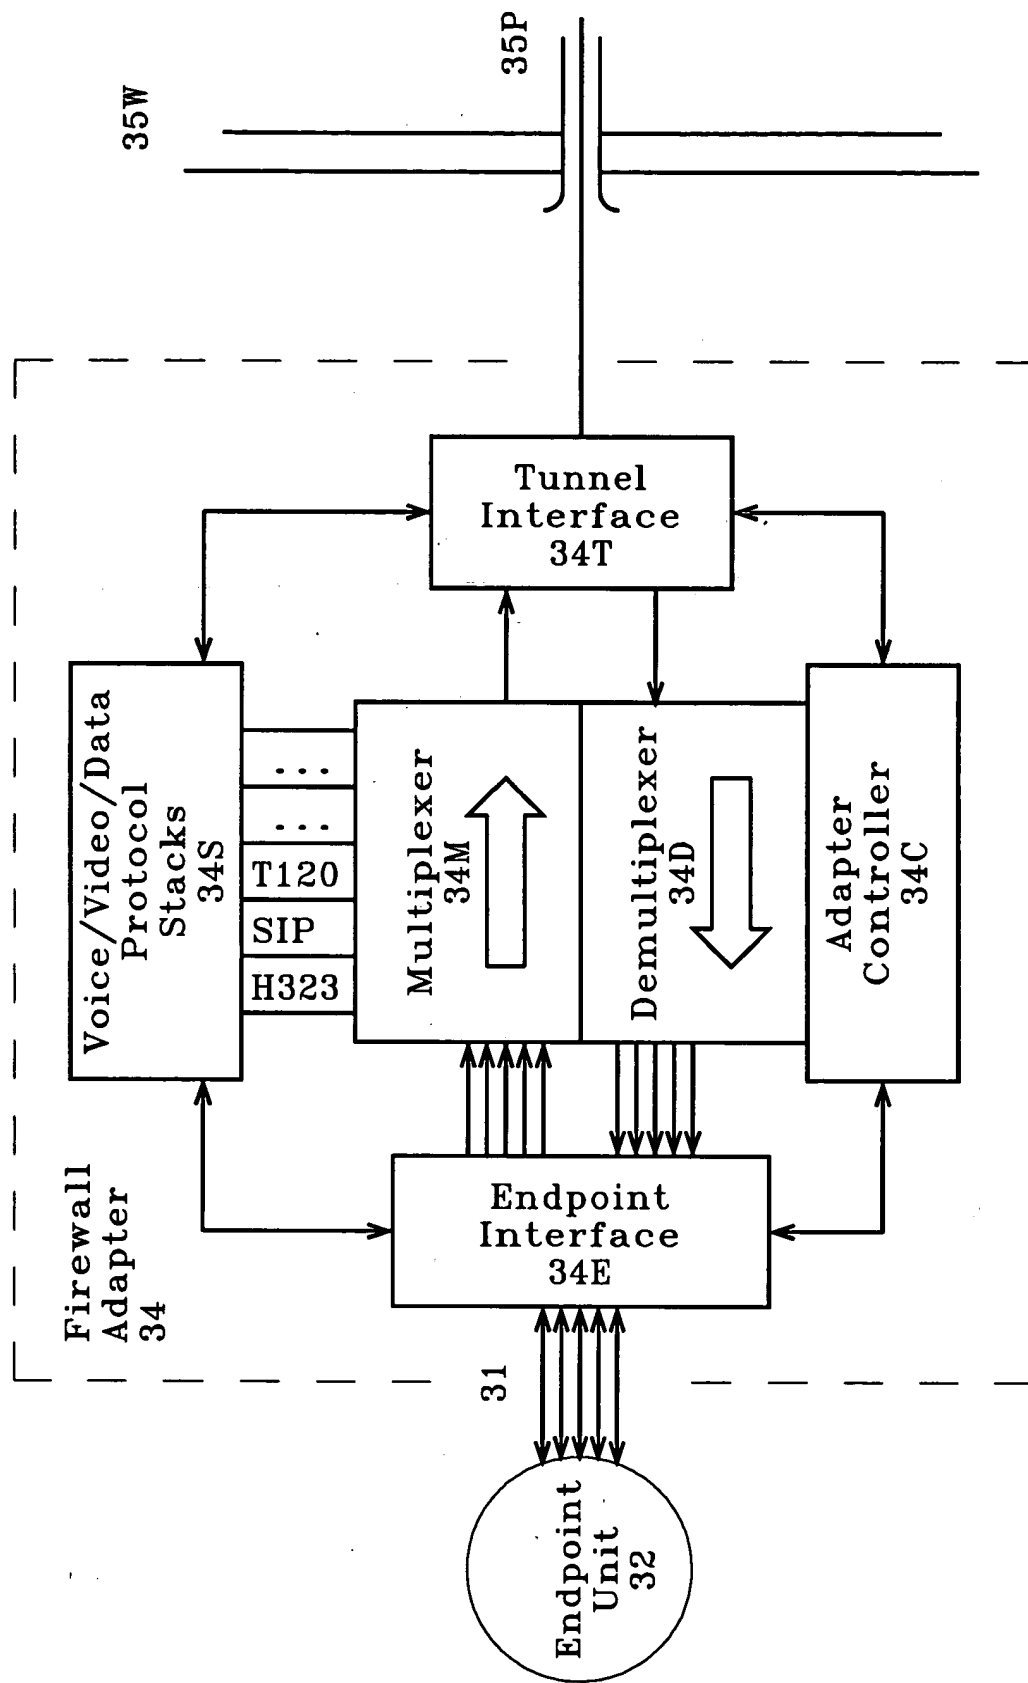 Firewall
Adapter
34
Voice/Video/Data
Protocol
Stacks
34S
H323
SIP
T120
...
...
Multiplexer
34M
Demultiplexer
34D
Adapter
Controller
34C
Endpoint
Interface
34E
Tunnel
Interface
34T
31
Endpoint
Unit
32
35W
35P